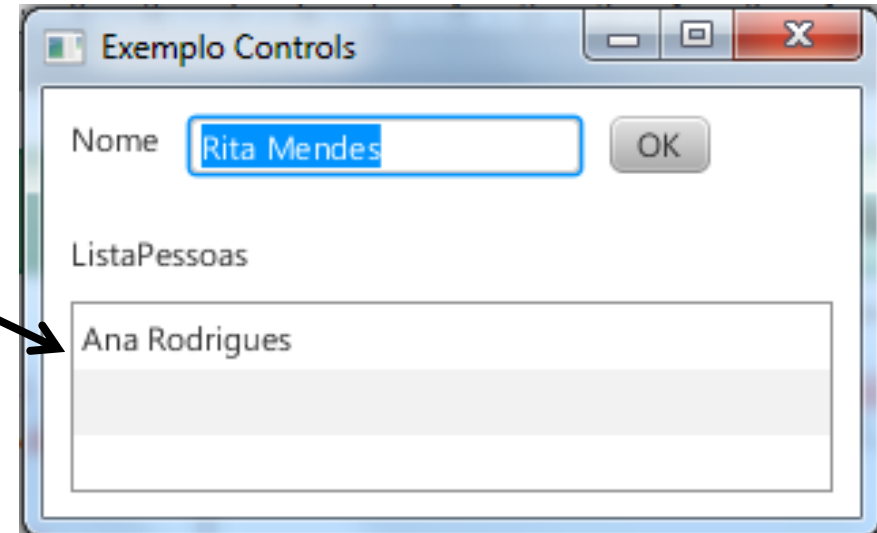 Exemplo Controls
Nome Rita Mendes OK
ListaPessoas
Ana Rodrigues